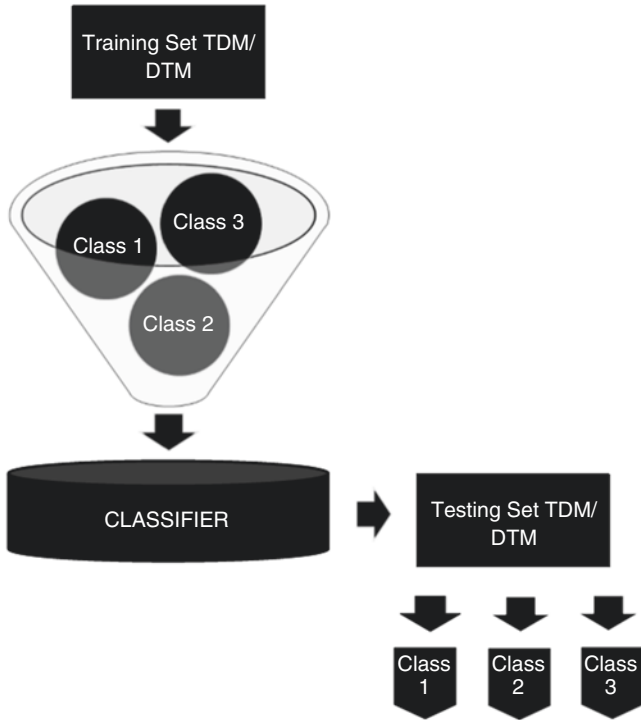 Training Set TDM/
DTM
Class 3
Class 1
Class 2
CLASSIFIER
Testing Set TDM/
DTM
Class
1
Class
2
Class
3